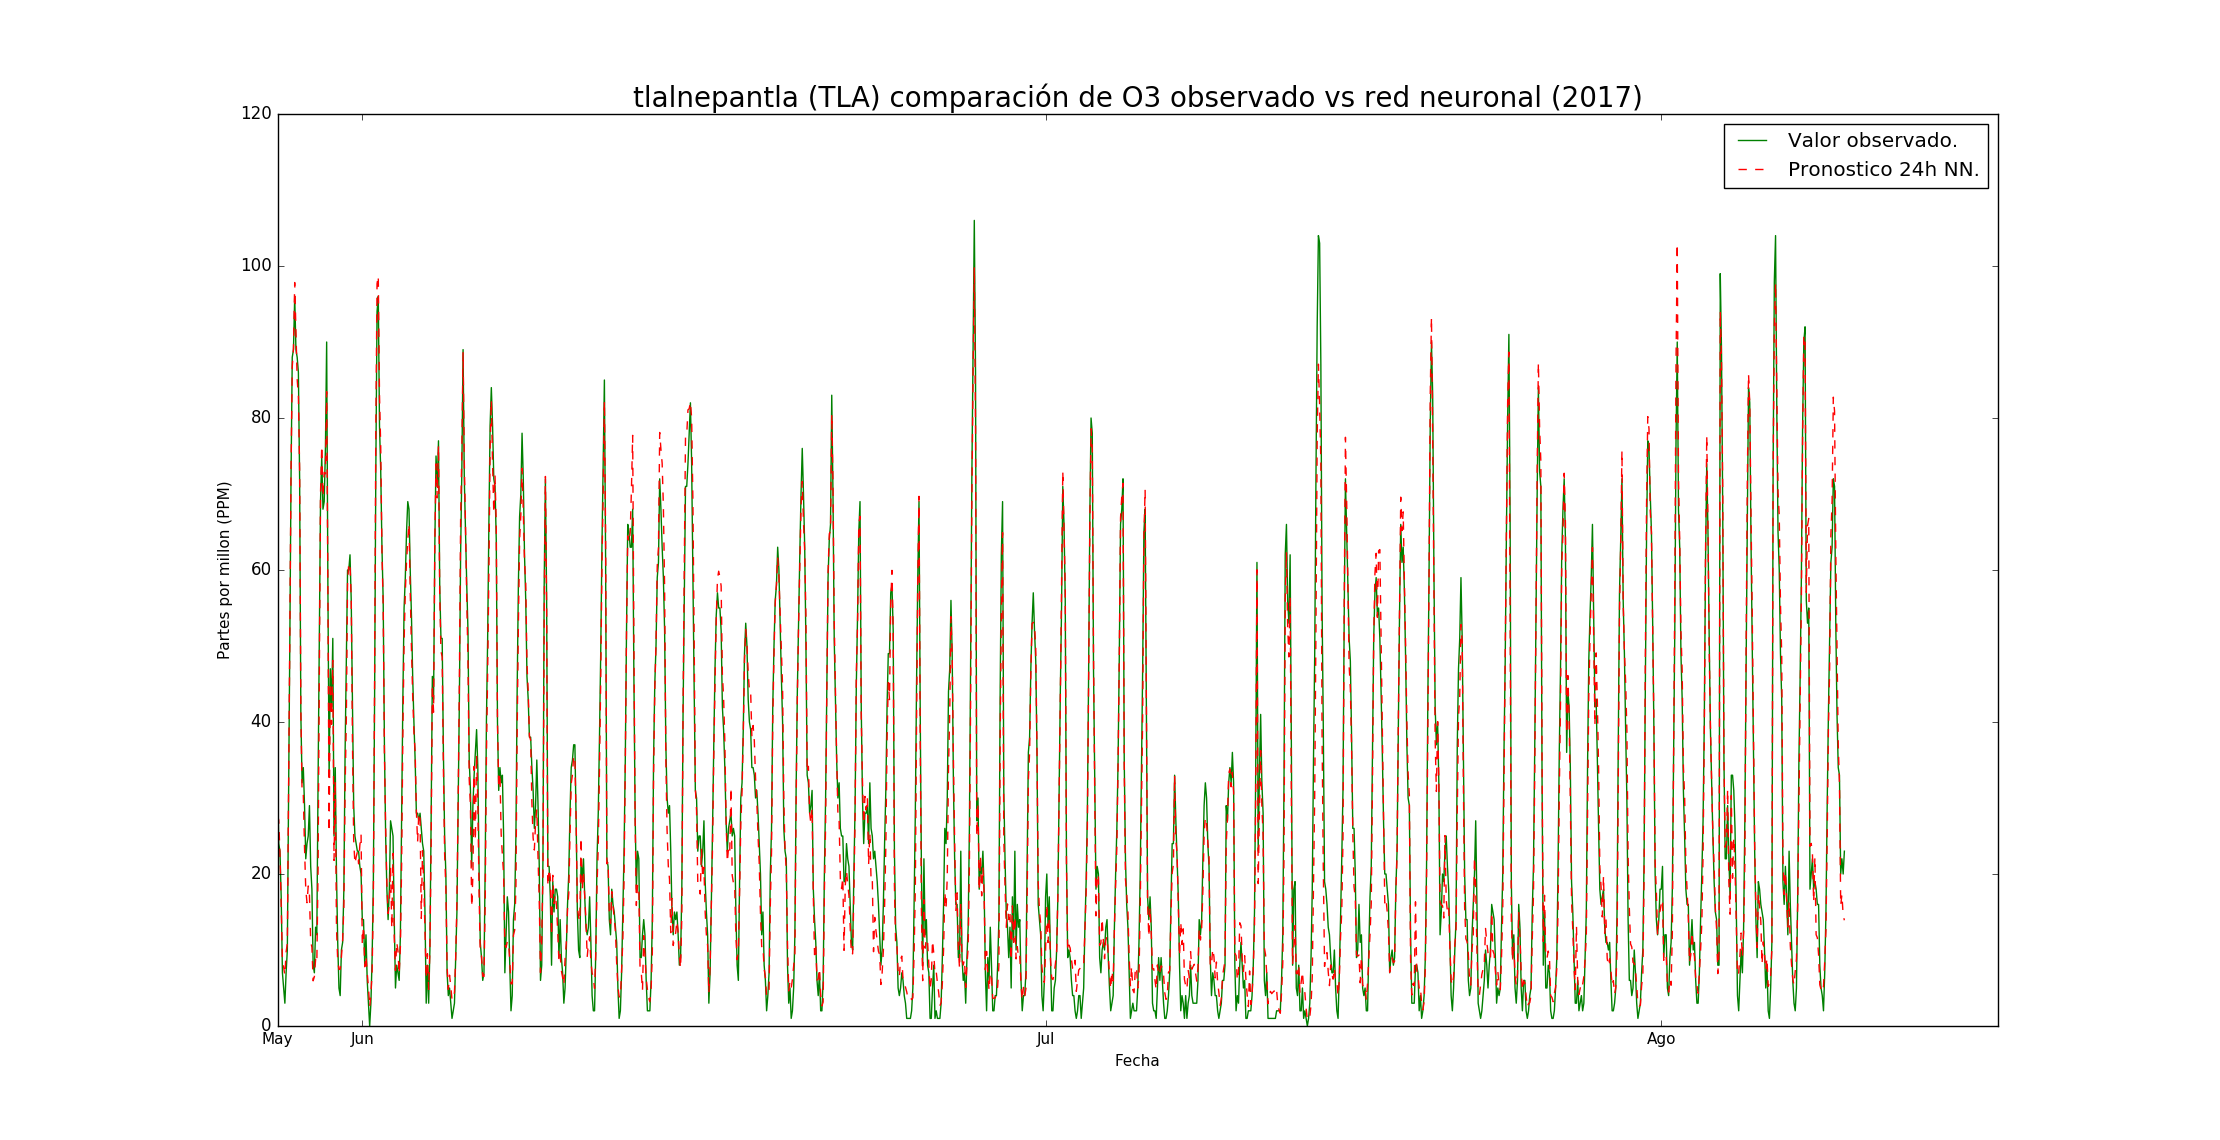 tlalnepantla (TLA) comparación de O3 observado vs red neuronal (2017)
120
100
80
60
40
20
0
Partes por millon (PPM)
Valor observado.
Pronostico 24h NN.
May Jun Jul Ago
Fecha